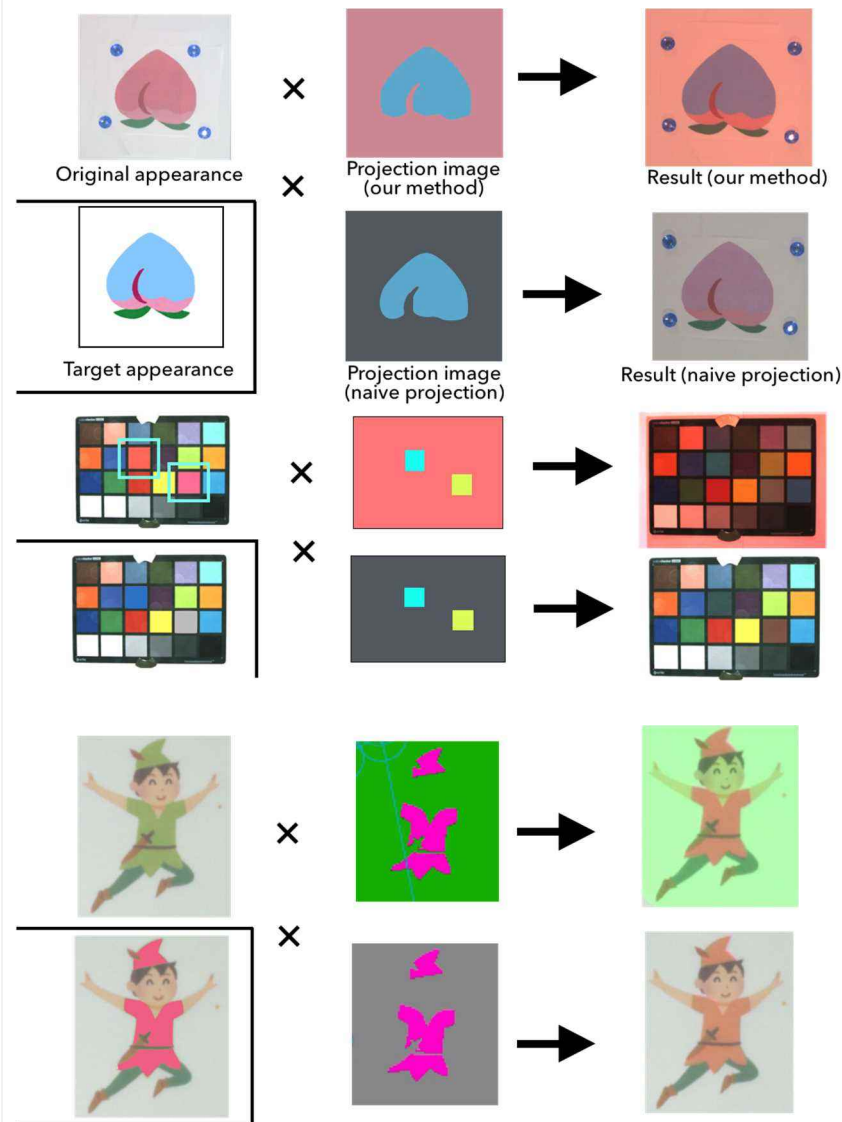 Original appearance
Projection image
(our method)
Result (our method)
Target appearance
Projection image
(naive projection)
Result (naive projection)